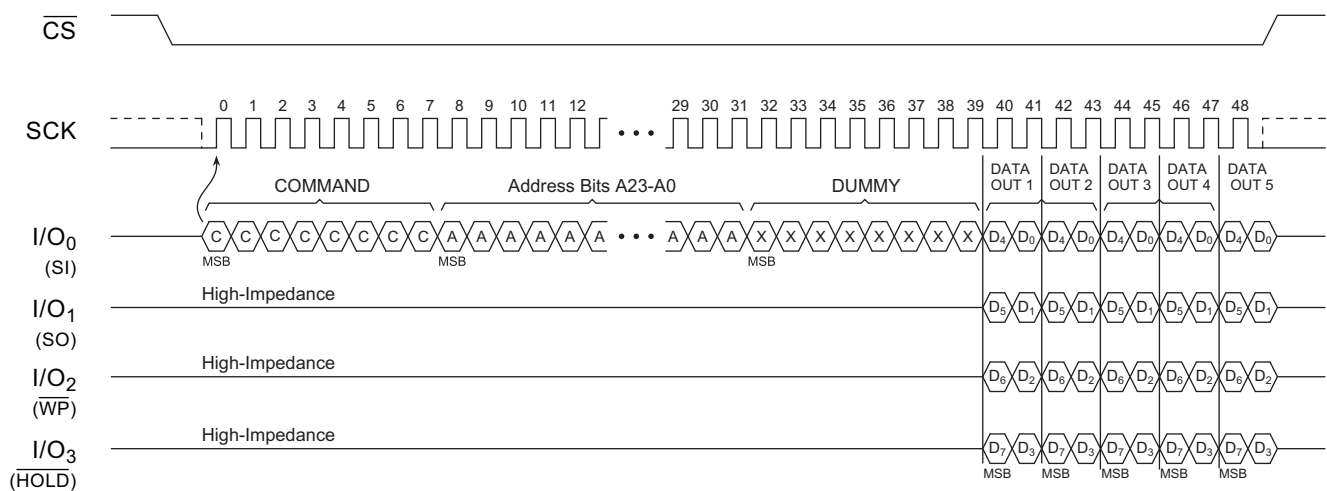 CS
SCK
0 1 2 3 4 5 6 7 8 9 10 11 12 29 30 31 32 33 34 35 36 37 38 39 40 41 42 43 44 45 46 47 48
COMMAND
Address Bits A23-A0
DUMMY
DATA OUT 1
DATA OUT 2
DATA OUT 3
DATA OUT 4
DATA OUT 5
I/O0
(SI)
C C C C C C C C A A A A A A A A A X X X X X X X X D4 D0 D4 D0 D4 D0 D4 D0 D4 D0
MSB MSB MSB
I/O1
(SO)
High-Impedance
D5 D1 D5 D1 D5 D1 D5 D1 D5 D1
I/O2
(WP)
High-Impedance
D6 D2 D6 D2 D6 D2 D6 D2 D6 D2
I/O3
(HOLD)
High-Impedance
D7 D3 D7 D3 D7 D3 D7 D3 D7 D3
MSB MSB MSB MSB MSB